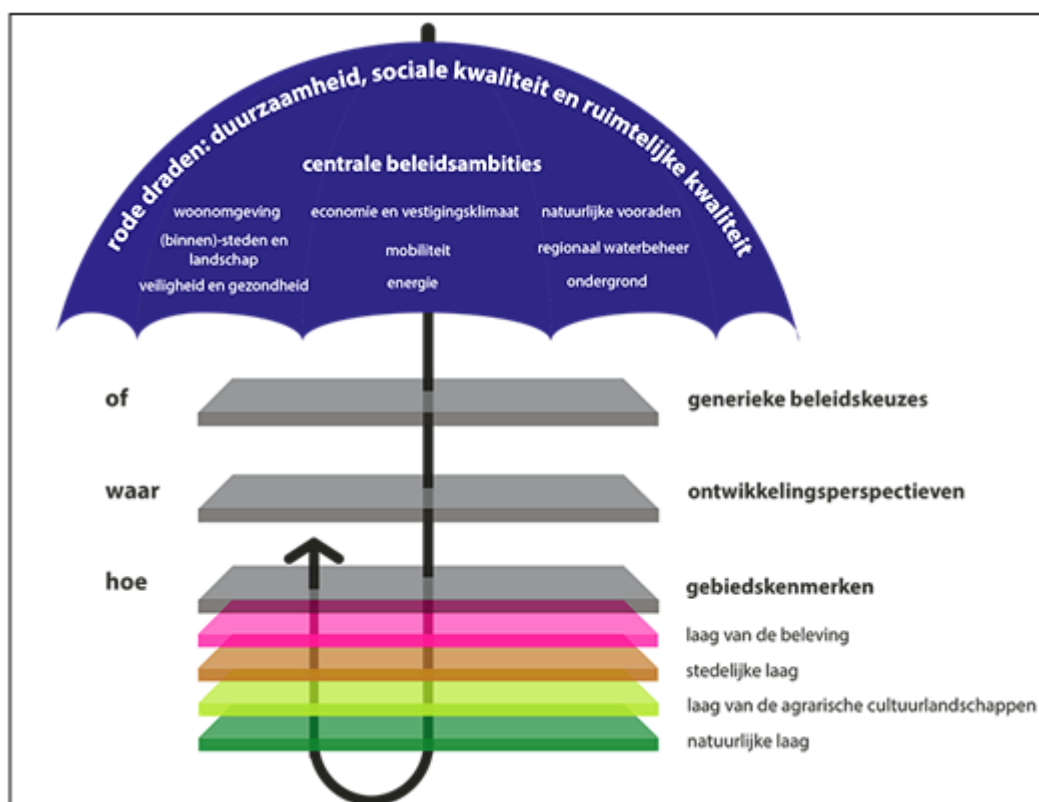 rode draden: duurzaamheid, sociale kwaliteit en ruimtelijke kwaliteit
centrale beleidsambities
woonomgeving
(binnen)-steden en
landschap
veiligheid en gezondheid
economie en vestigingsklimaat
mobiliteit
energie
natuurlijke vooraden
regionaal waterbeheer
ondergrond
of
generieke beleidskeuzes
waar
ontwikkelingsperspectieven
hoe
gebiedskenmerken
laag van de beleving
stedelijke laag
laag van de agrarische cultuurlandschappen
natuurlijke laag